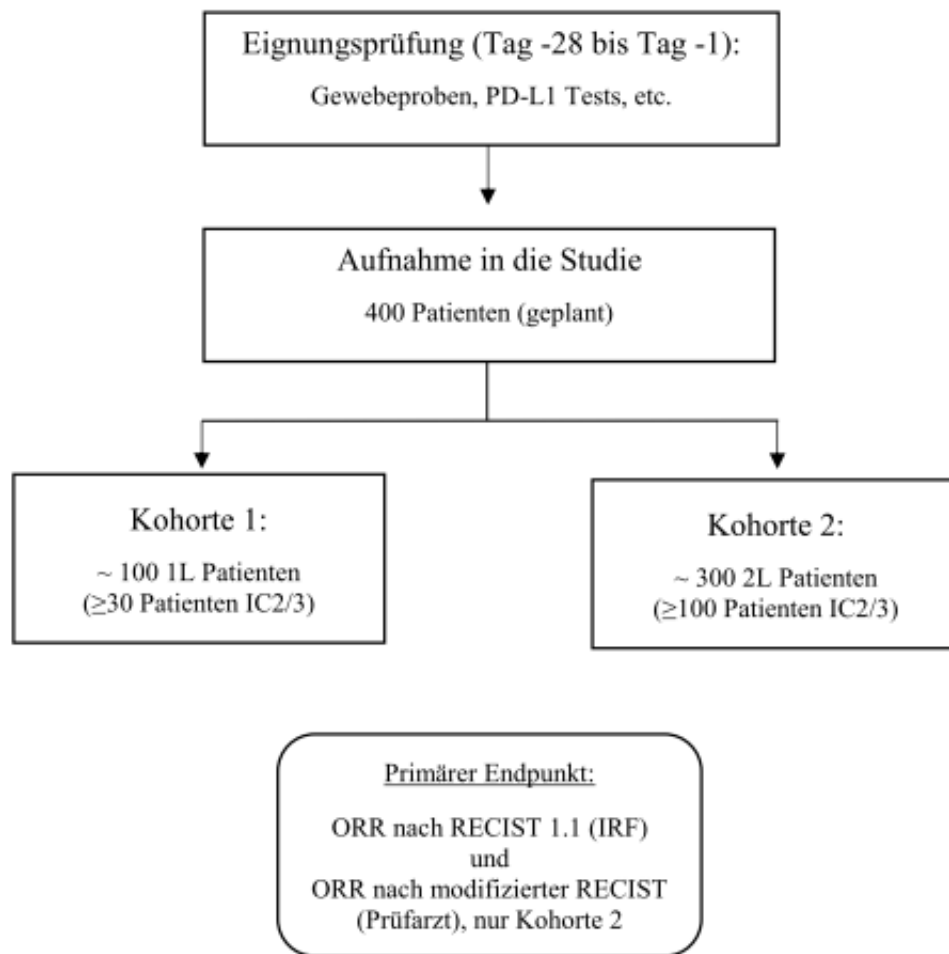 Eignungsprüfung (Tag -28 bis Tag -1):
Gewebeproben, PD-L1 Tests, etc.
Aufnahme in die Studie
400 Patienten (geplant)
Kohorte 1:
~ 100 1L Patienten
(≥30 Patienten IC2/3)
Kohorte 2:
~ 300 2L Patienten
(≥100 Patienten IC2/3)
Primärer Endpunkt:
ORR nach RECIST 1.1 (IRF)
und
ORR nach modifizierter RECIST
(Prüfarzt), nur Kohorte 2